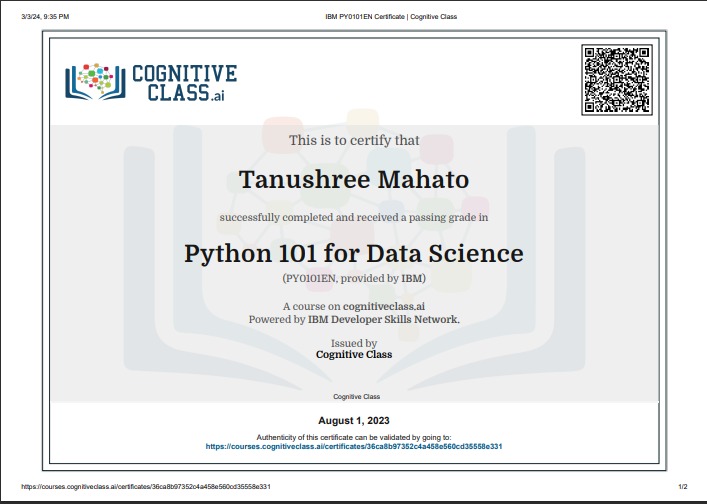 3/3/24, 9:35 PM
IBM PY0101EN Certificate | Cognitive Class
COGNITIVE
CLASS.ai
This is to certify that
Tanushree Mahato
successfully completed and received a passing grade in
Python 101 for Data Science
(PY0101EN, provided by IBM)
A course on cognitiveclass.ai
Powered by IBM Developer Skills Network.
Issued by
Cognitive Class
Cognitive Class
August 1, 2023
Authenticity of this certificate can be validated by going to:
https://courses.cognitiveclass.ai/certificates/36ca8b97352c4a458e560cd35558e331
https://courses.cognitiveclass.ai/certificates/36ca8b97352c4a458e560cd35558e331
1/2